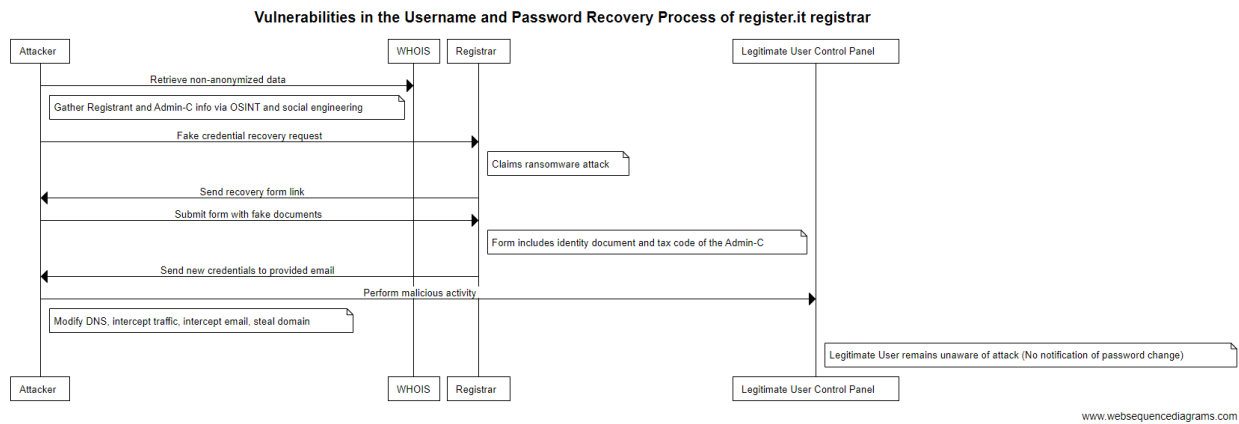 Vulnerabilities in the Username and Password Recovery Process of register.it registrar
Attacker
WHOIS
Registrar
Legitimate User Control Panel
Retrieve non-anonymized data
Gather Registrant and Admin-C info via OSINT and social engineering
Fake credential recovery request
Claims ransomware attack
Send recovery form link
Submit form with fake documents
Form includes identity document and tax code of the Admin-C
Send new credentials to provided email
Perform malicious activity
Modify DNS, intercept traffic, intercept email, steal domain
Legitimate User remains unaware of attack (No notification of password change)
Attacker
WHOIS
Registrar
Legitimate User Control Panel
www.websequencediagrams.com